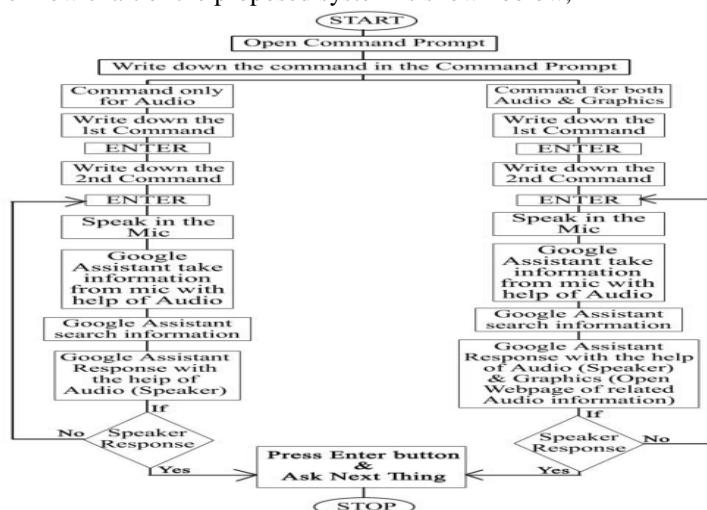 START
Open Command Prompt
Write down the command in the Command Prompt
Command only
for Audio
Write down the
1st Command
ENTER
Write down the
2nd Command
ENTER
Speak in the
Mic
Google
Assistant take
information
from mic with
help of Audio
Google Assistant
search information
Google Assistant
Response with
the help of
Audio (Speaker)
If
No
Speaker
Response
Yes
Command for both
Audio & Graphics
Write down the
1st Command
ENTER
Write down the
2nd Command
ENTER
Speak in the
Mic
Google
Assistant take
information
from mic with
help of Audio
Google Assistant
search information
Google Assistant
Response with the help
of Audio (Speaker)
& Graphics (Open
Webpage of related
Audio information)
If
Speaker
Response
No
Yes
Press Enter button
&
Ask Next Thing
STOP